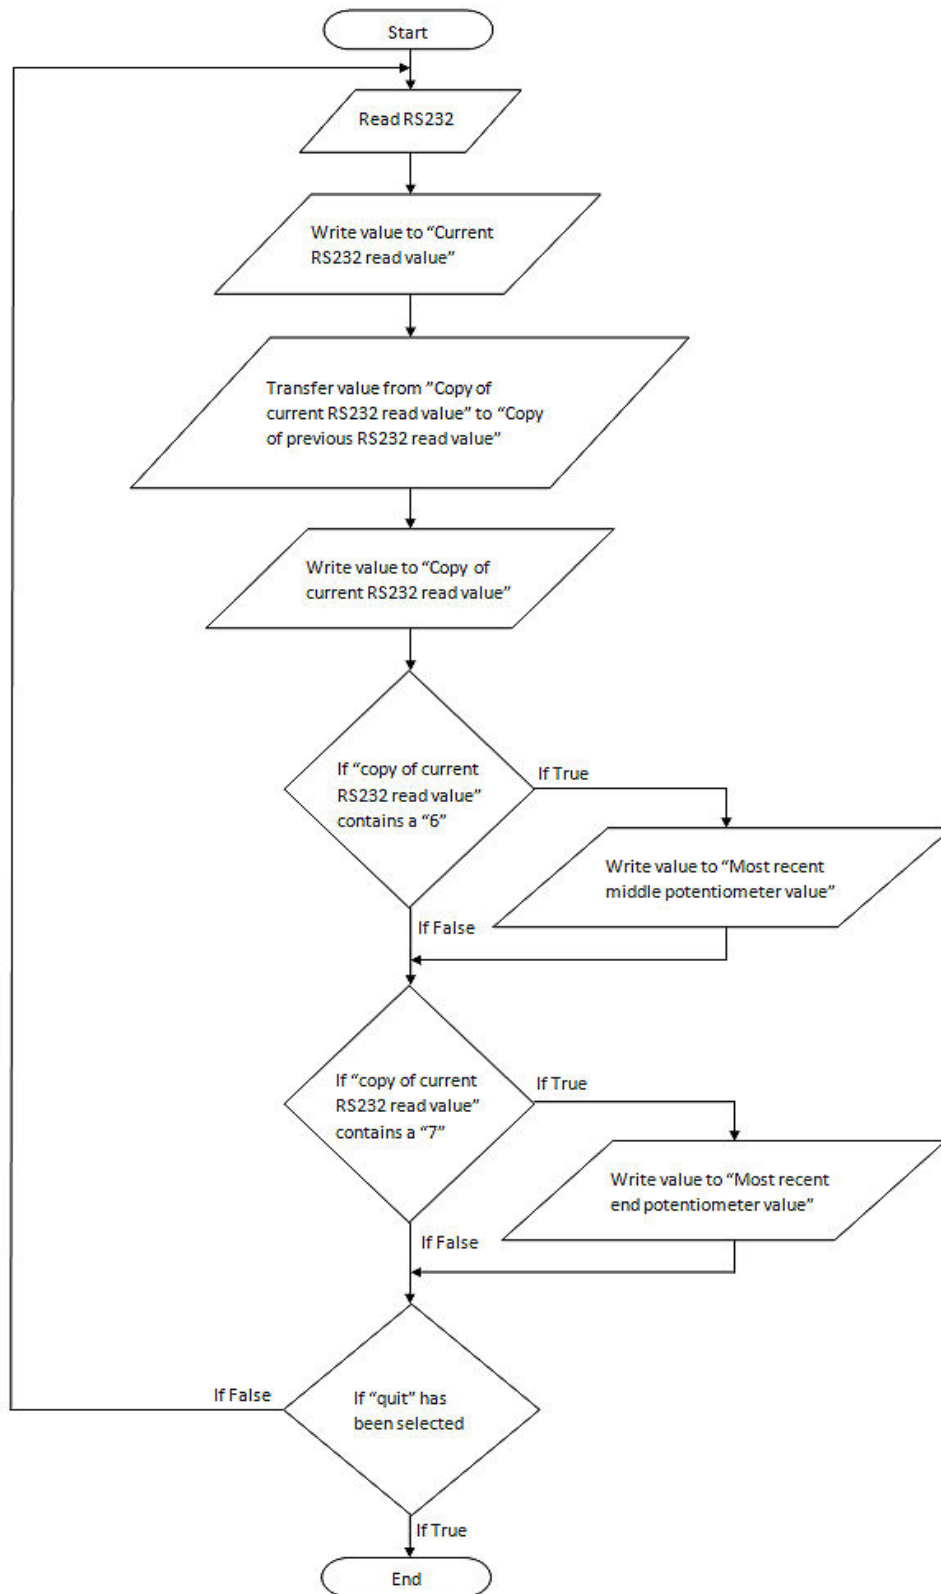 Start
Read RS232
Write value to “Current
RS232 read value”
Transfer value from ”Copy of
current RS232 read value” to “Copy
of previous RS232 read value”
Write value to “Copy of
current RS232 read value”
If “copy of current
RS232 read value”
contains a “6”
If True
Write value to “Most recent
middle potentiometer value”
If False
If “copy of current
RS232 read value”
contains a “7”
If True
Write value to “Most recent
end potentiometer value”
If False
If “quit” has
been selected
If False
If True
End